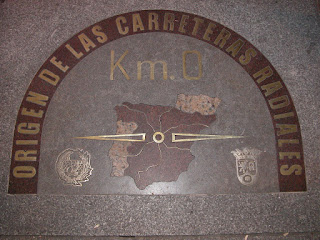 ORIGEN DE LAS CARRETERAS RADIALES
Km. 0